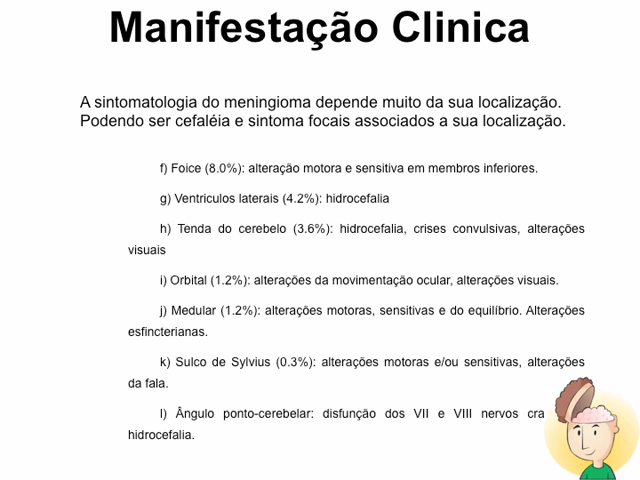 Manifestação Clinica
A sintomatologia do meningioma depende muito da sua localização.
Podendo ser cefaléia e sintoma focais associados a sua localização.
f) Foice (8.0%): alteração motora e sensitiva em membros inferiores.
g) Ventriculos laterais (4.2%): hidrocefalia
h) Tenda do cerebelo (3.6%): hidrocefalia, crises convulsivas, alterações
visuais
i) Orbital (1.2%): alterações da movimentação ocular, alterações visuais.
j) Medular (1.2%): alterações motoras, sensitivas e do equilíbrio. Alterações
esfincterianas.
k) Sulco de Sylvius (0.3%): alterações motoras e/ou sensitivas, alterações
da fala.
l) Ângulo ponto-cerebelar: disfunção dos VII e VIII nervos cra
hidrocefalia.